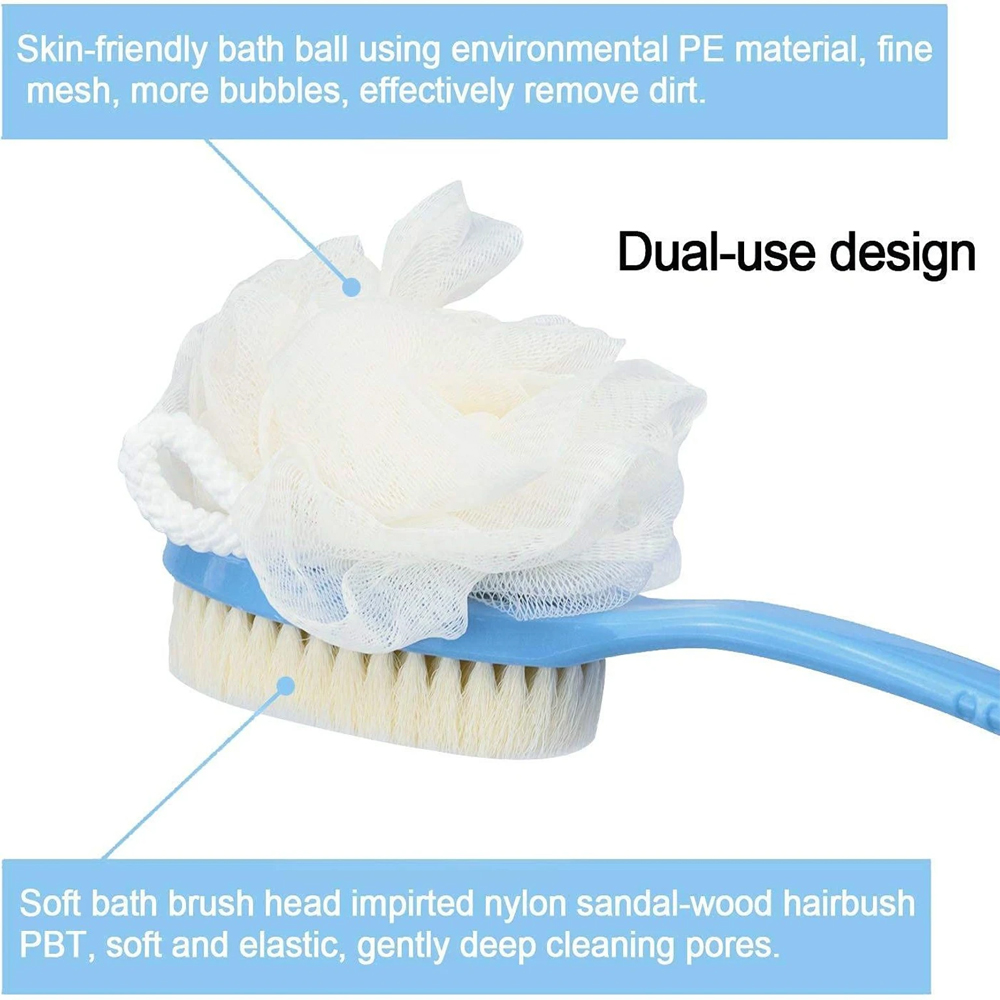 Skin-friendly bath ball using environmental PE material, fine
mesh, more bubbles, effectively remove dirt.
Dual-use design
Soft bath brush head impirted nylon sandal-wood hairbush
PBT, soft and elastic, gently deep cleaning pores.